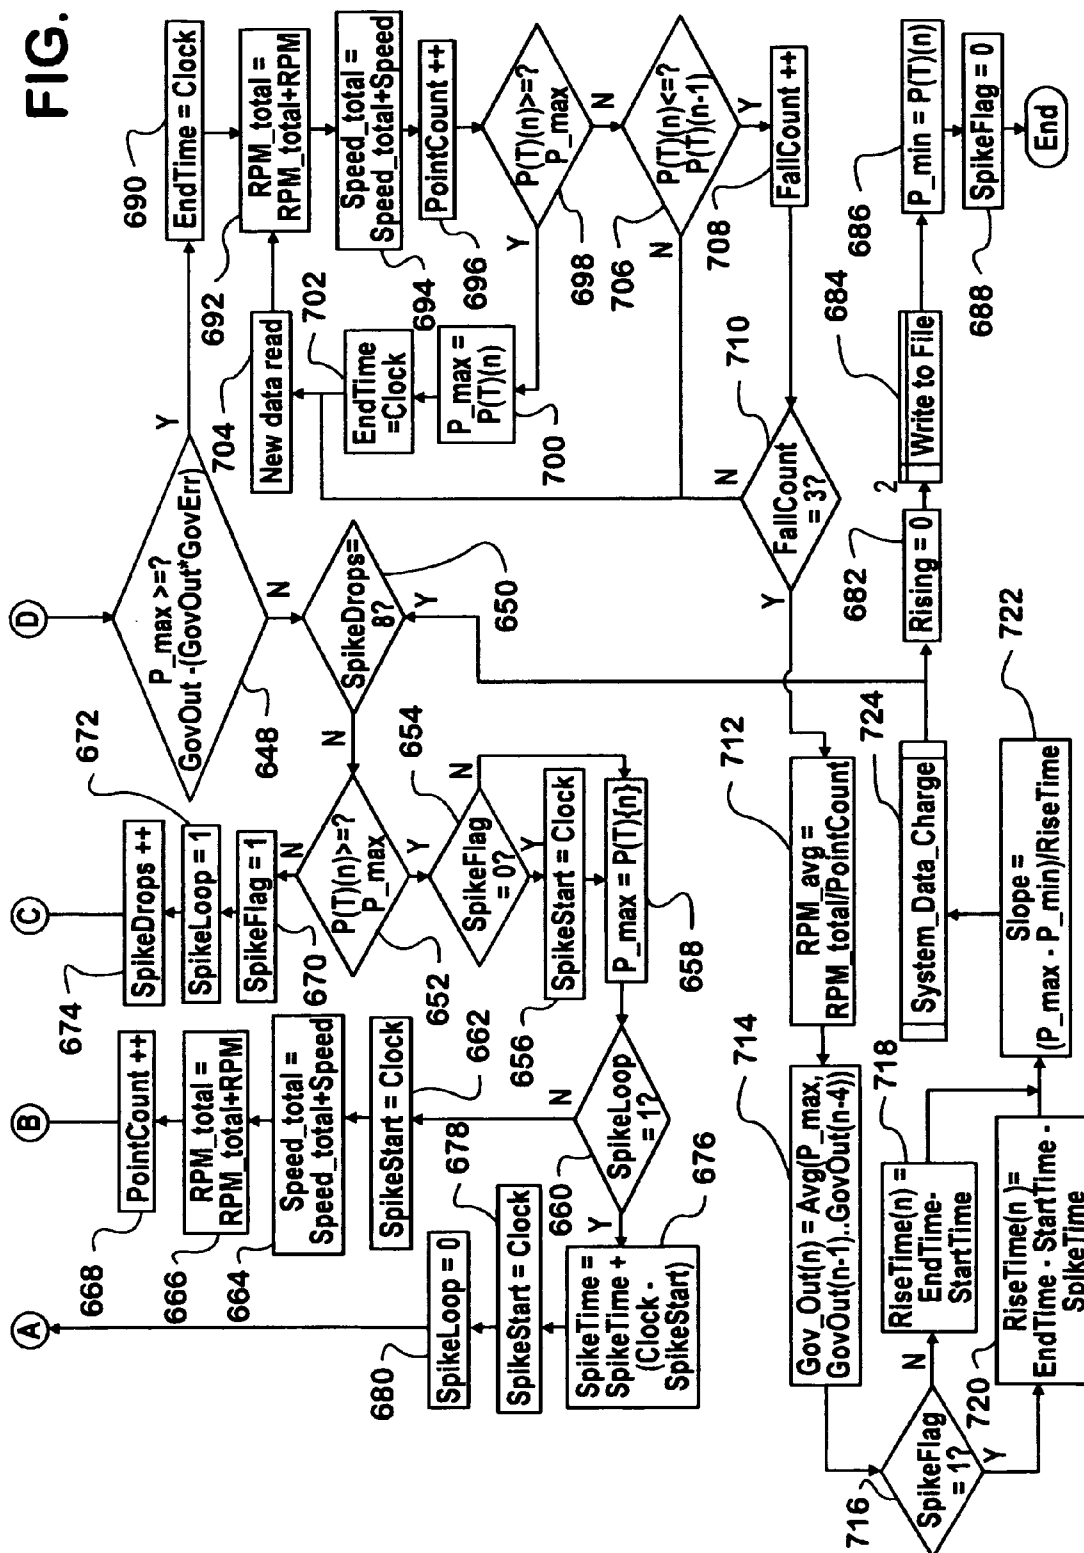 FIG.
D
P_max >=?
GovOut -(GovOut*GovErr)
648
Y
N
690
EndTime = Clock
692
RPM_total =
RPM_total+RPM
Speed_total =
Speed_total+Speed
694
PointCount ++
696
P(T)(n)>=?
P_max
698
Y
N
P_max =
P(T)(n)
700
EndTime
=Clock
702
New data read
704
P(T)(n)<=?
P(T)(n-1)
706
N
Y
FallCount ++
708
FallCount
= 3?
710
N
Y
SpikeDrops=
8?
650
Y
N
P(T)(n)>=?
P_max
652
N
Y
SpikeFlag = 1
670
SpikeLoop = 1
672
SpikeDrops ++
674
C
SpikeFlag
= 0?
654
N
Y
SpikeStart = Clock
656
P_max = P(T){n}
658
SpikeLoop
= 1?
660
N
Y
SpikeStart = Clock
662
Speed_total =
Speed_total+Speed
664
RPM_total =
RPM_total+RPM
666
PointCount ++
668
B
SpikeTime =
SpikeTime +
(Clock -
SpikeStart)
676
SpikeStart = Clock
678
SpikeLoop = 0
680
A
RPM_avg =
RPM_total/PointCount
712
Gov_Out(n) = Avg(P_max,
GovOut(n-1)..GovOut(n-4))
714
SpikeFlag
= 1?
716
N
Y
RiseTime(n) =
EndTime-
StartTime
718
RiseTime(n )=
EndTime - StartTime -
SpikeTime
720
Slope =
(P_max - P_min)/RiseTime
722
System_Data_Charge
724
Rising = 0
682
2
Write to File
684
P_min = P(T)(n)
686
SpikeFlag = 0
688
End